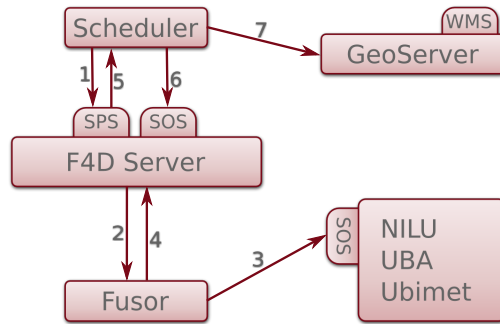 Scheduler
7
WMS
GeoServer
1
5
6
SPS
SOS
F4D Server
2
4
3
SOS
NILU
UBA
Ubimet
Fusor